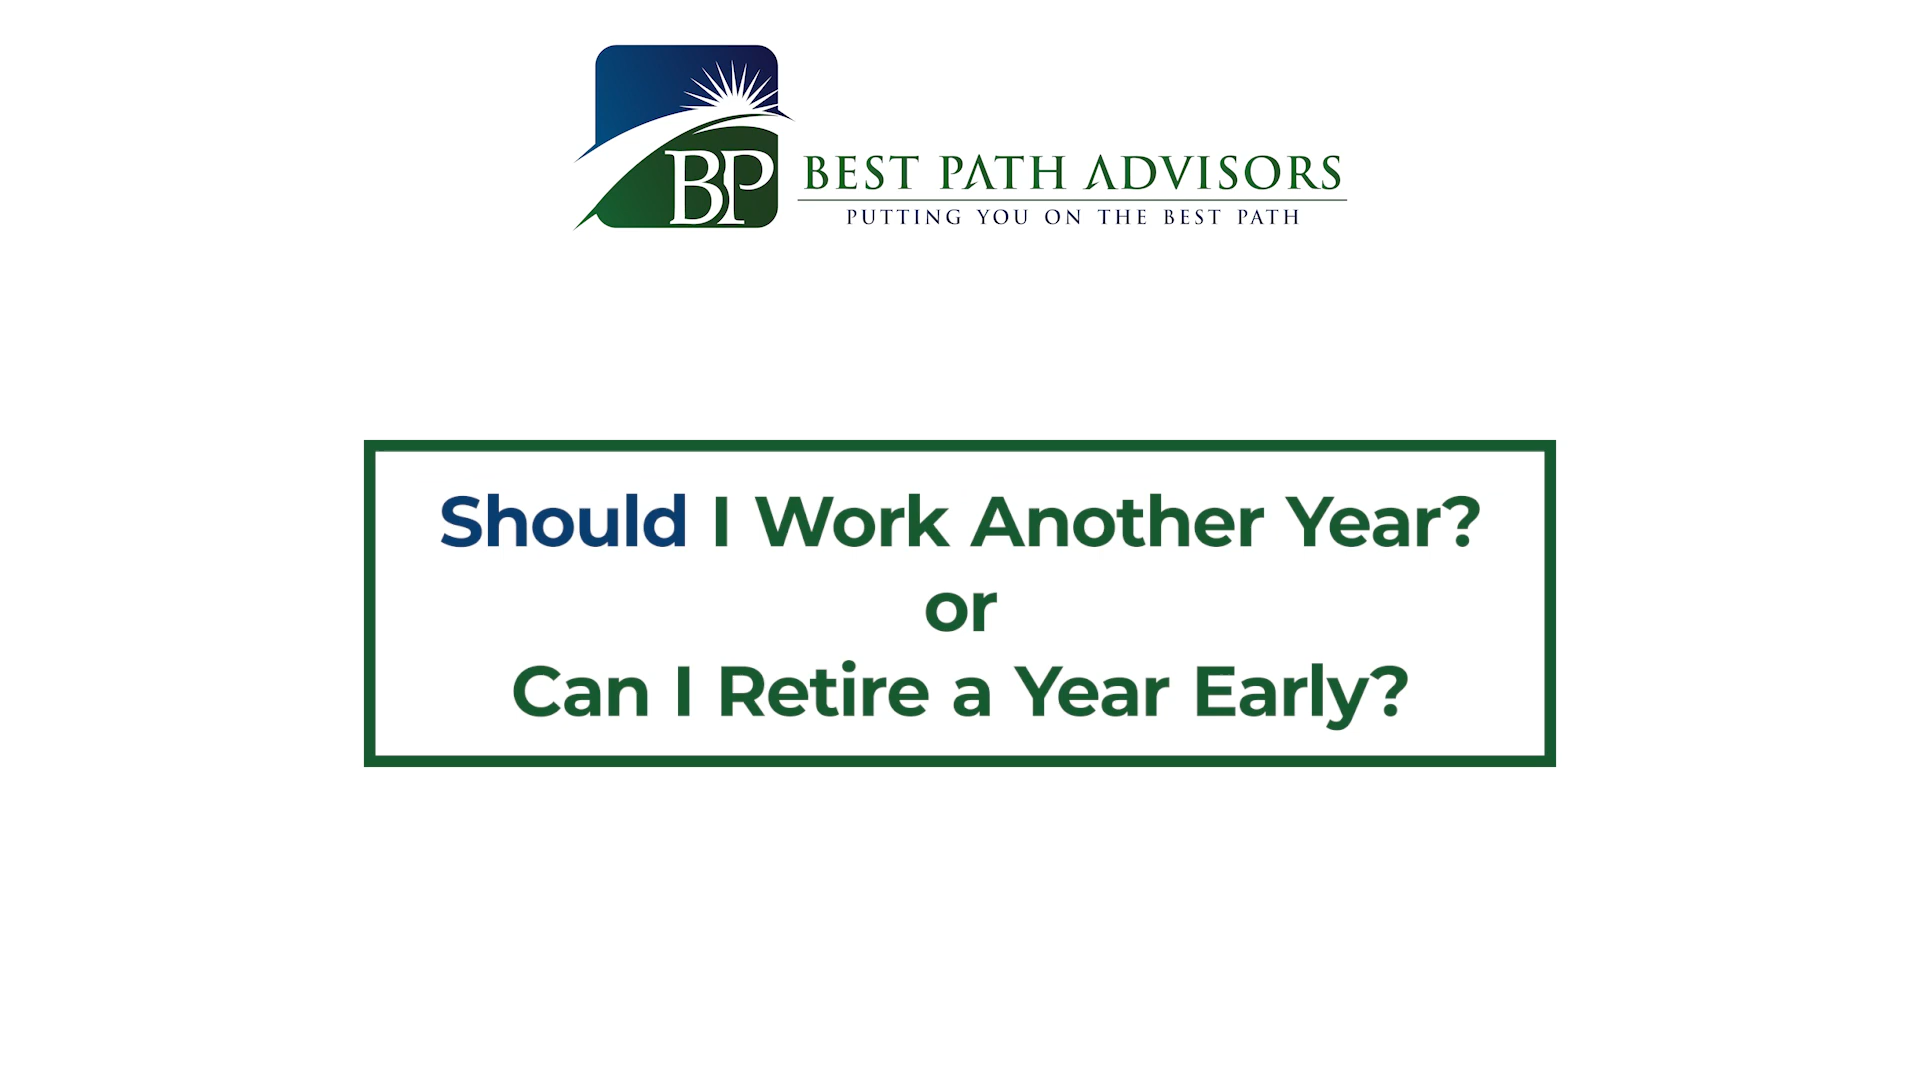 BP
BEST PATH ADVISORS
PUTTING YOU ON THE BEST PATH
Should I Work Another Year?
or
Can I Retire a Year Early?